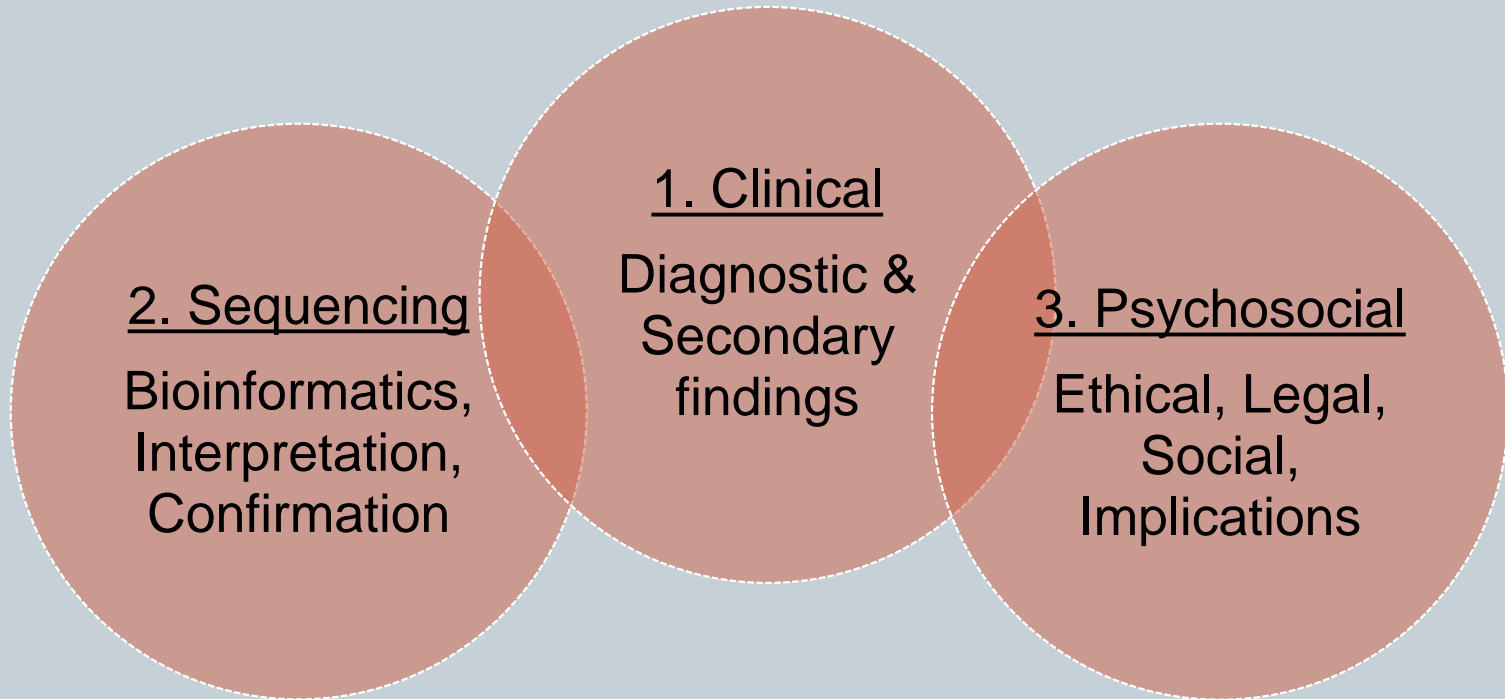 1. Clinical
Diagnostic &
Secondary
findings
2. Sequencing
Bioinformatics,
Interpretation,
Confirmation
3. Psychosocial
Ethical, Legal,
Social,
Implications